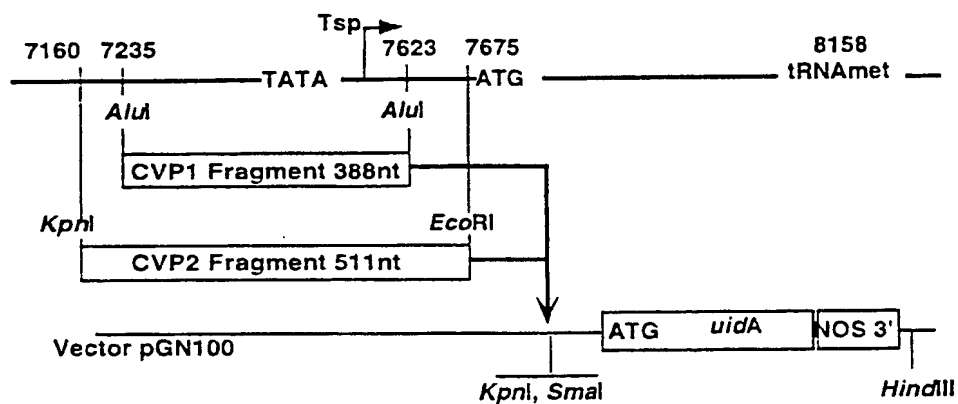 Tsp
7160 7235 7623 7675 8158
TATA ATG tRNAmet
AluI AluI
CVP1 Fragment 388nt
KpnI EcoRI
CVP2 Fragment 511nt
ATG uidA NOS 3'
Vector pGN100
KpnI, SmaI HindIII